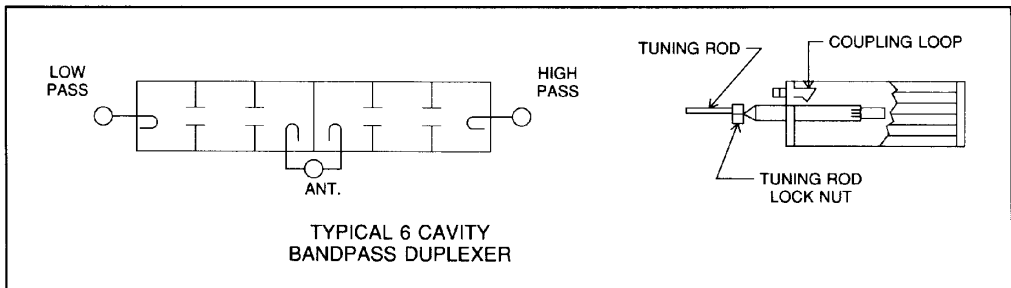 LOW
PASS
HIGH
PASS
ANT.
TYPICAL 6 CAVITY
BANDPASS DUPLEXER
TUNING ROD
COUPLING LOOP
TUNING ROD
LOCK NUT